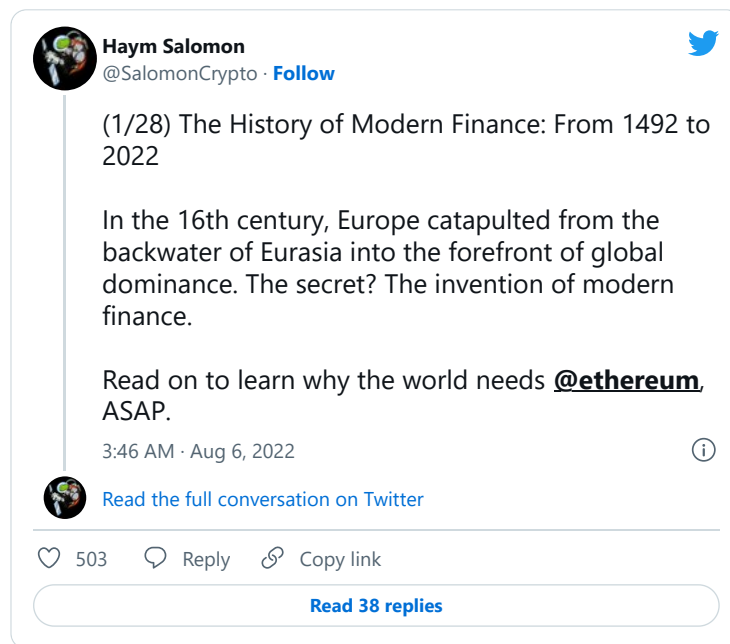 Haym Salomon
@SalomonCrypto · Follow
(1/28) The History of Modern Finance: From 1492 to
2022
In the 16th century, Europe catapulted from the
backwater of Eurasia into the forefront of global
dominance. The secret? The invention of modern
finance.
Read on to learn why the world needs @ethereum,
ASAP.
3:46 AM · Aug 6, 2022
Read the full conversation on Twitter
503 Reply Copy link
Read 38 replies